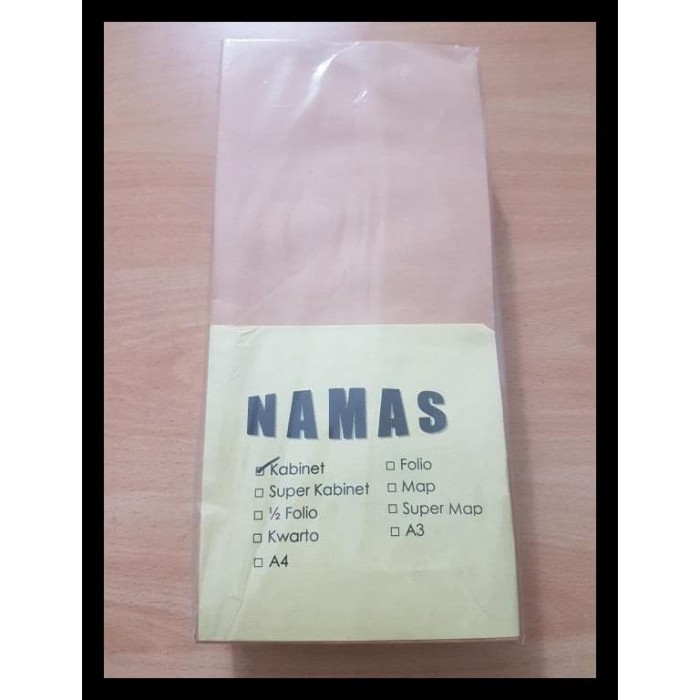 NAMAS
Kabinet
Super Kabinet
½ Folio
Kwarto
A4
Folio
Map
Super Map
A3